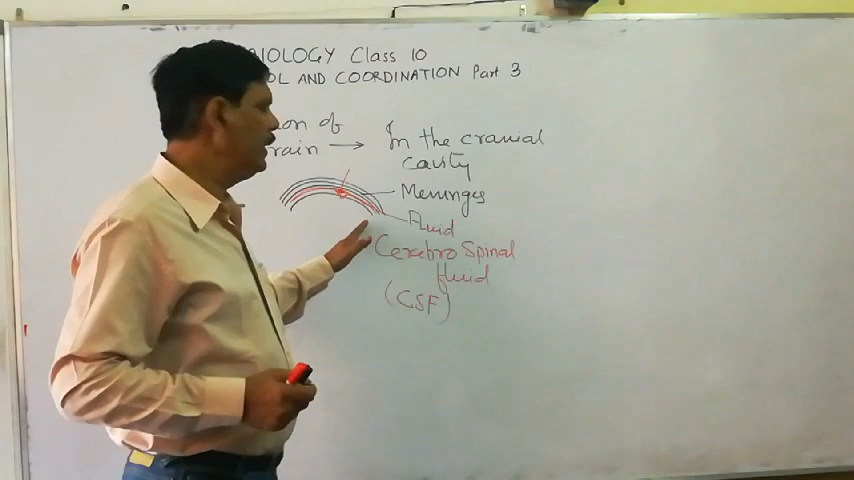 BIOLOGY Class 10
OL AND COORDINATION Part 3
on of
rain → In the cranial
cavity
Meninges
Fluid
Cerebro Spinal
fluid
(CSF)